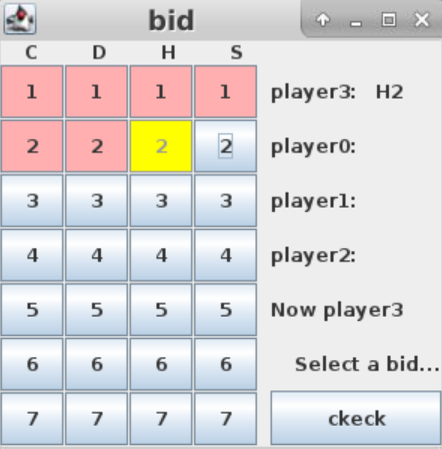 bid
C D H S
1 1 1 1 player3: H2
2 2 2 2 player0:
3 3 3 3 player1:
4 4 4 4 player2:
5 5 5 5 Now player3
6 6 6 6 Select a bid...
7 7 7 7 ckeck